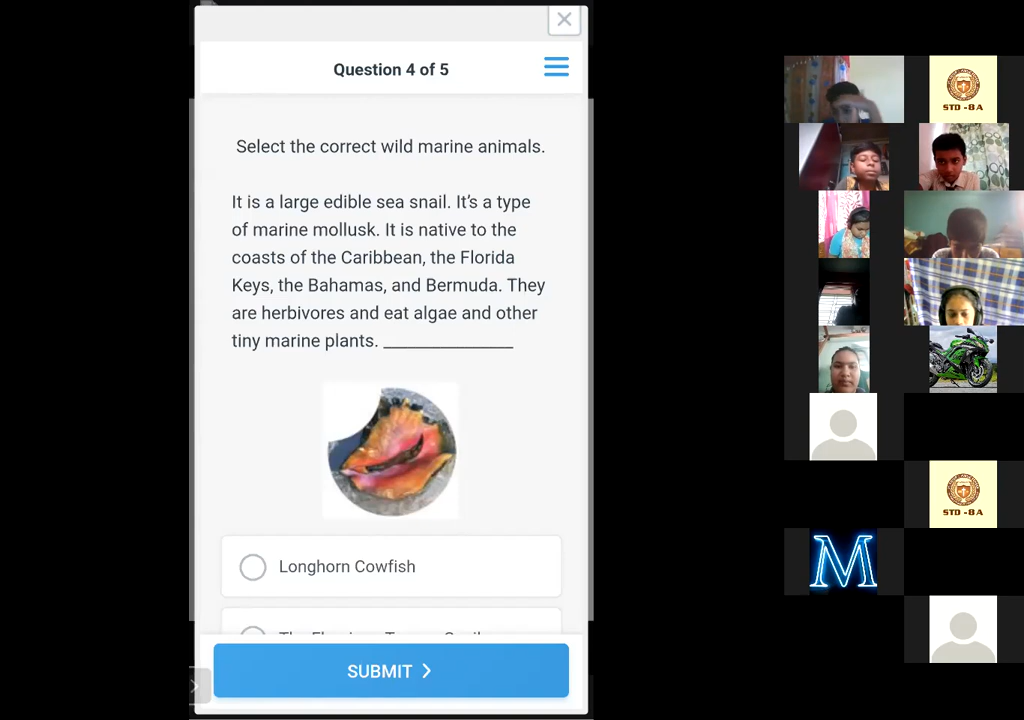 Question 4 of 5
Select the correct wild marine animals.
It is a large edible sea snail. It's a type
of marine mollusk. It is native to the
coasts of the Caribbean, the Florida
Keys, the Bahamas, and Bermuda. They
are herbivores and eat algae and other
tiny marine plants. _______________
Longhorn Cowfish
SUBMIT
STD -8A
STD -8A
M